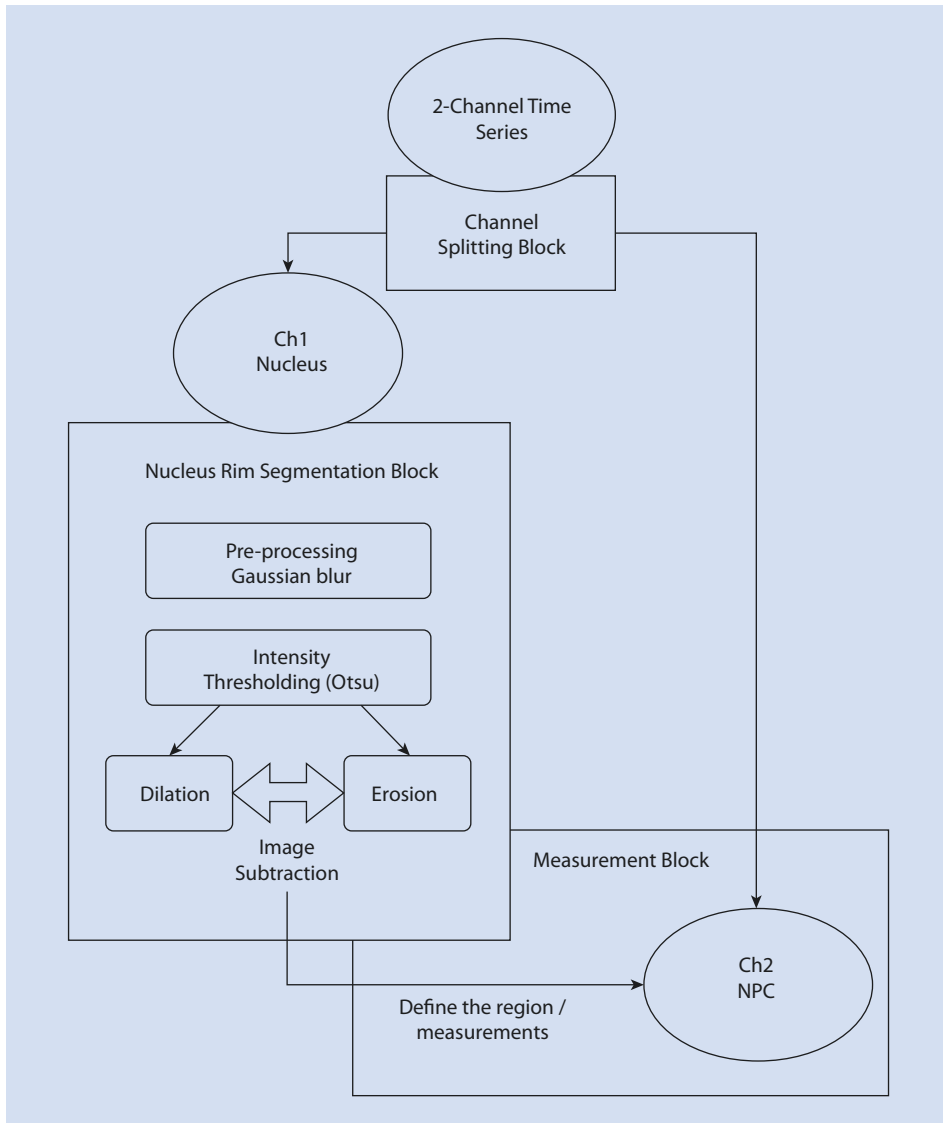 2-Channel Time
Series
Channel
Splitting Block
Ch1
Nucleus
Nucleus Rim Segmentation Block
Pre-processing
Gaussian blur
Intensity
Thresholding (Otsu)
Dilation
Erosion
Image
Subtraction
Measurement Block
Ch2
NPC
Define the region /
measurements